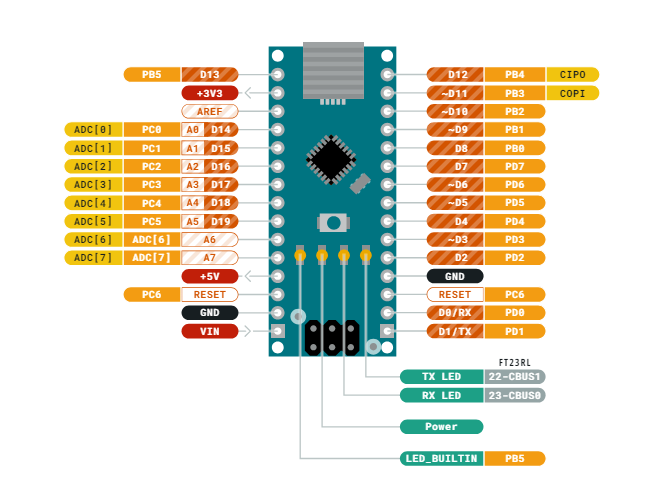 PB5 D13 D12 PB4 CIPO
+3V3 ~D11 PB3 COPI
AREF ~D10 PB2
ADC[0] PC0 A0 D14 ~D9 PB1
ADC[1] PC1 A1 D15 D8 PB0
ADC[2] PC2 A2 D16 D7 PD7
ADC[3] PC3 A3 D17 ~D6 PD6
ADC[4] PC4 A4 D18 ~D5 PD5
ADC[5] PC5 A5 D19 D4 PD4
ADC[6] ADC[6] A6 ~D3 PD3
ADC[7] ADC[7] A7 D2 PD2
+5V GND
PC6 RESET RESET PC6
GND D0/RX PD0
VIN D1/TX PD1
FT23RL
TX LED 22-CBUS1
RX LED 23-CBUS0
Power
LED_BUILTIN PB5